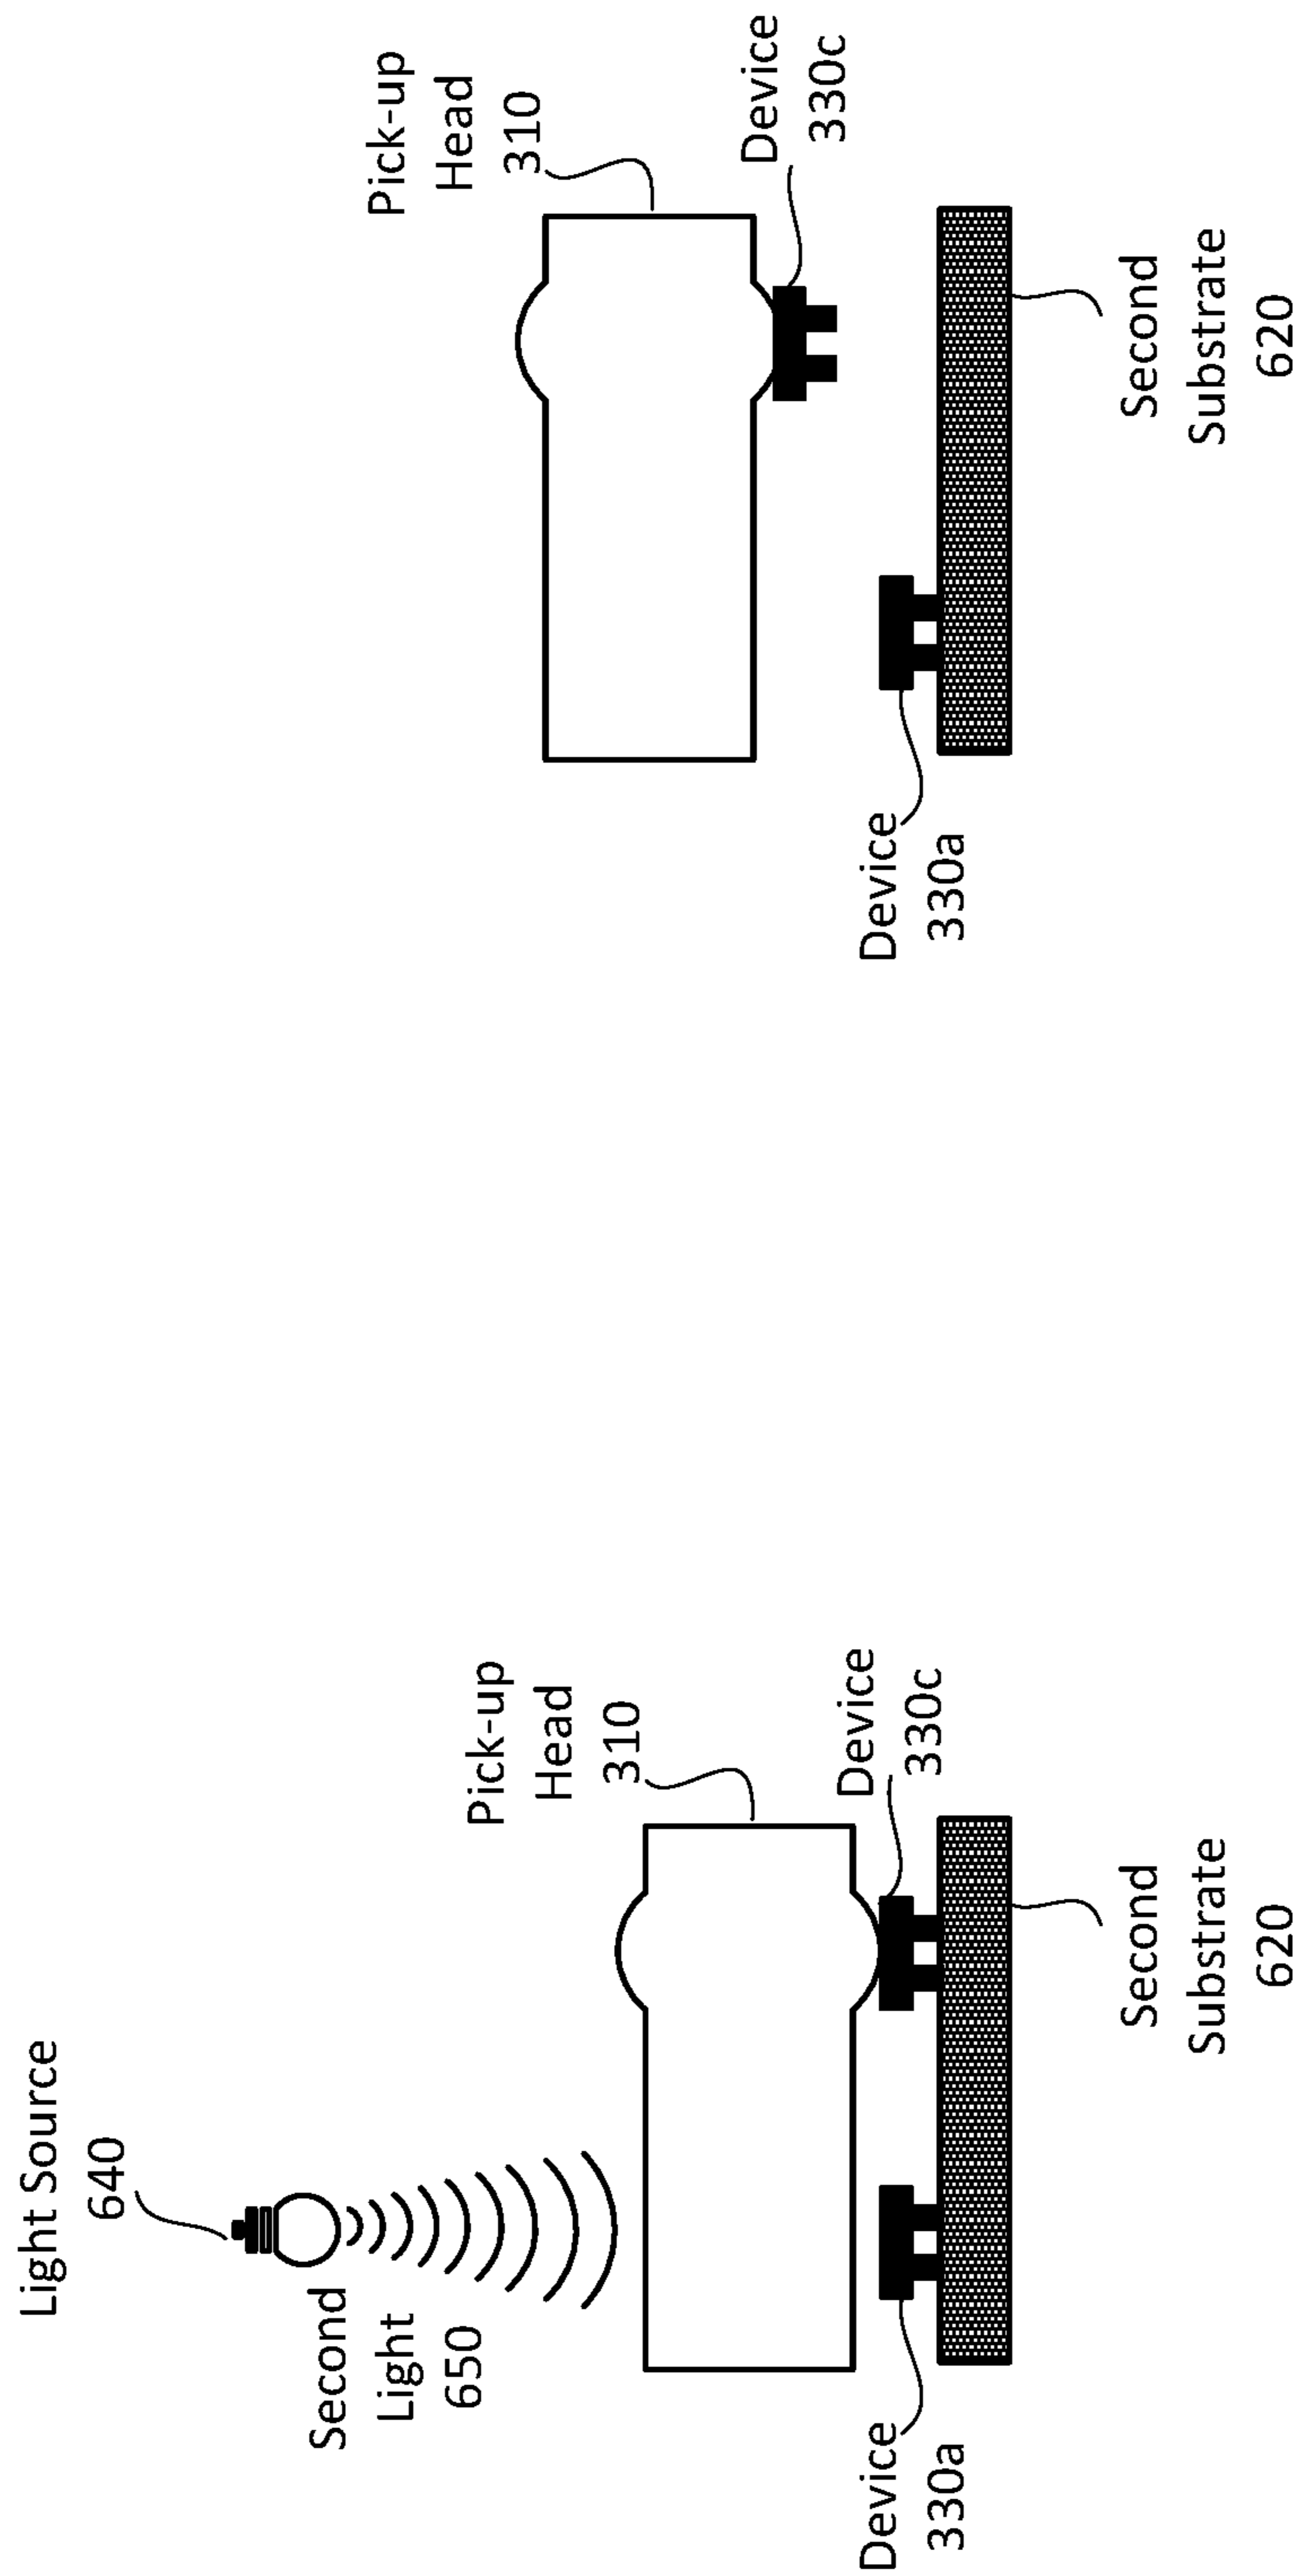 Light Source
640
Second
Light
650
Pick-up
Head
310
Device
330c
Device
330a
Second
Substrate
620
Pick-up
Head
310
Device
330c
Device
330a
Second
Substrate
620